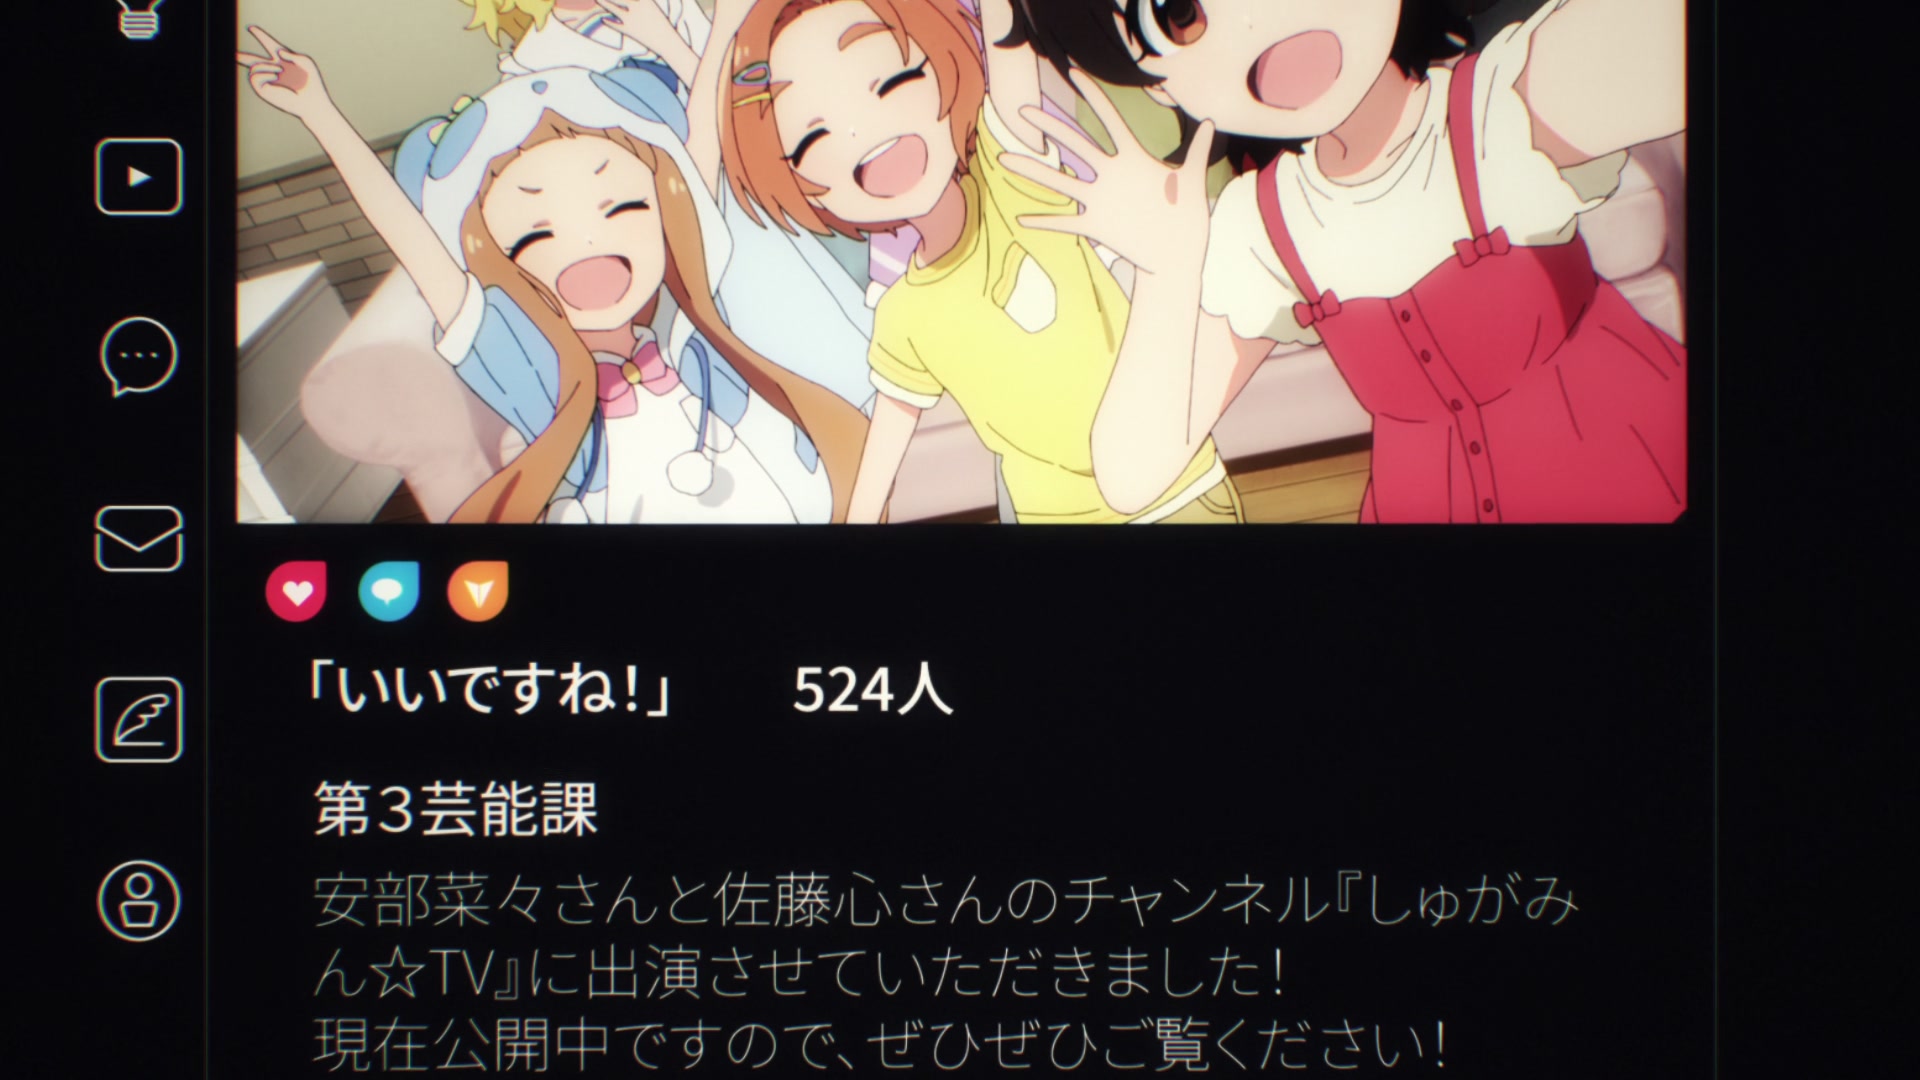 「いいですね!」 524人
第3芸能課
安部菜々さんと佐藤心さんのチャンネル『しゅがみ
ん☆TV』に出演させていただきました!
現在公開中ですので、ぜひぜひご覧ください!